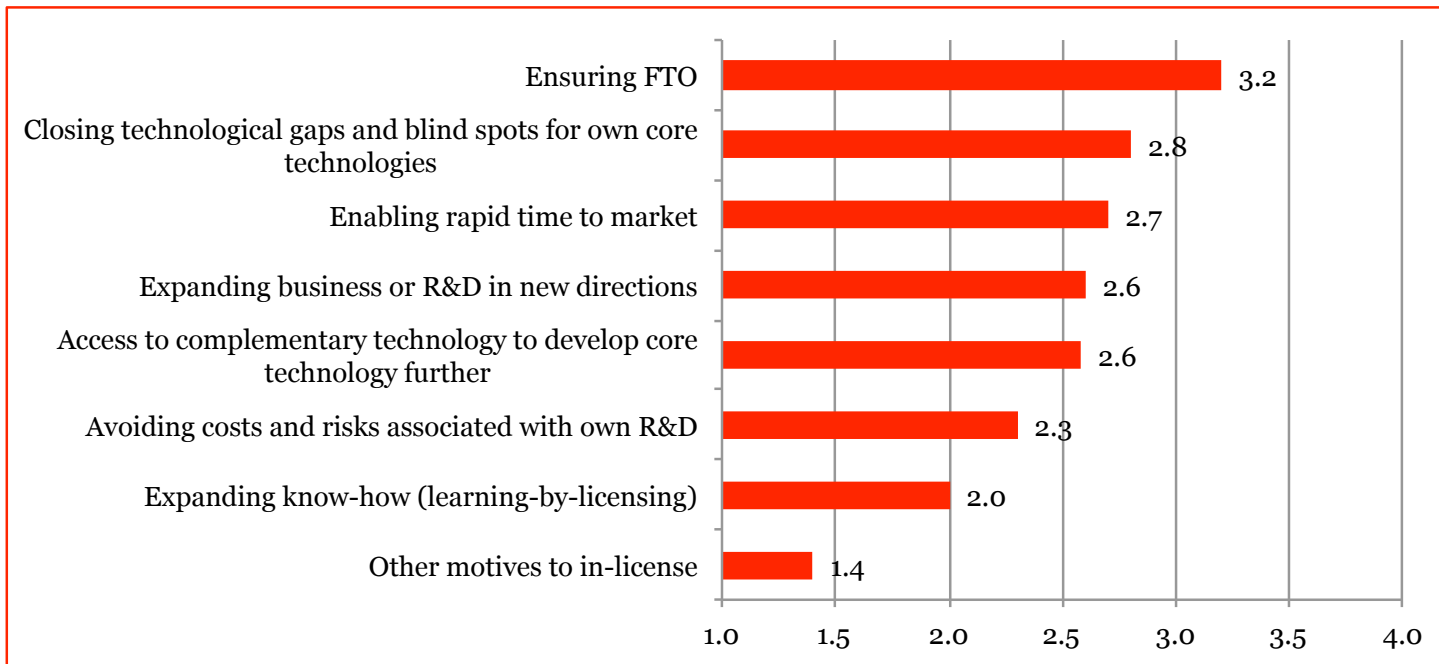 Ensuring FTO
3.2
Closing technological gaps and blind spots for own core
technologies
2.8
Enabling rapid time to market
2.7
Expanding business or R&D in new directions
2.6
Access to complementary technology to develop core
technology further
2.6
Avoiding costs and risks associated with own R&D
2.3
Expanding know-how (learning-by-licensing)
2.0
Other motives to in-license
1.4
1.0 1.5 2.0 2.5 3.0 3.5 4.0